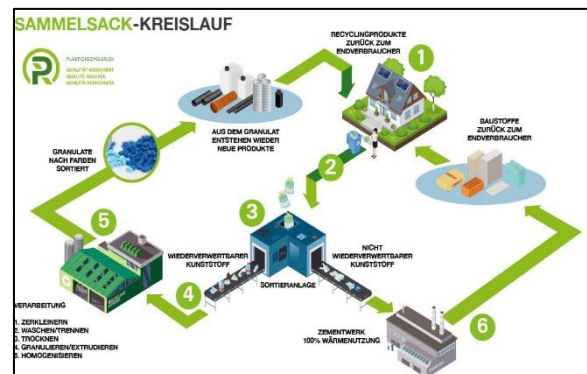 SAMMELSACK-KREISLAUF
PLASTICRECYCLER.CH
QUALITÄT GESICHERT
QUALITÉ ASSURÉE
QUALITÀ ASSICURATA
RECYCLINGPRODUKTE
ZURÜCK ZUM
ENDVERBRAUCHER
1
AUS DEM GRANULAT
ENTSTEHEN WIEDER
NEUE PRODUKTE
BAUSTOFFE
ZURÜCK ZUM
ENDVERBRAUCHER
GRANULATE
NACH FARBEN
SORTIERT
2
3
WIEDERVERWERTBARER
KUNSTSTOFF
NICHT
WIEDERVERWERTBARER
KUNSTSTOFF
SORTIERANLAGE
4
5
VERARBEITUNG
1. ZERKLEINERN
2. WASCHEN/TRENNEN
3. TROCKNEN
4. GRANULIEREN/EXTRUDIEREN
5. HOMOGENISIEREN
ZEMENTWERK
100% WÄRMENUTZUNG
6